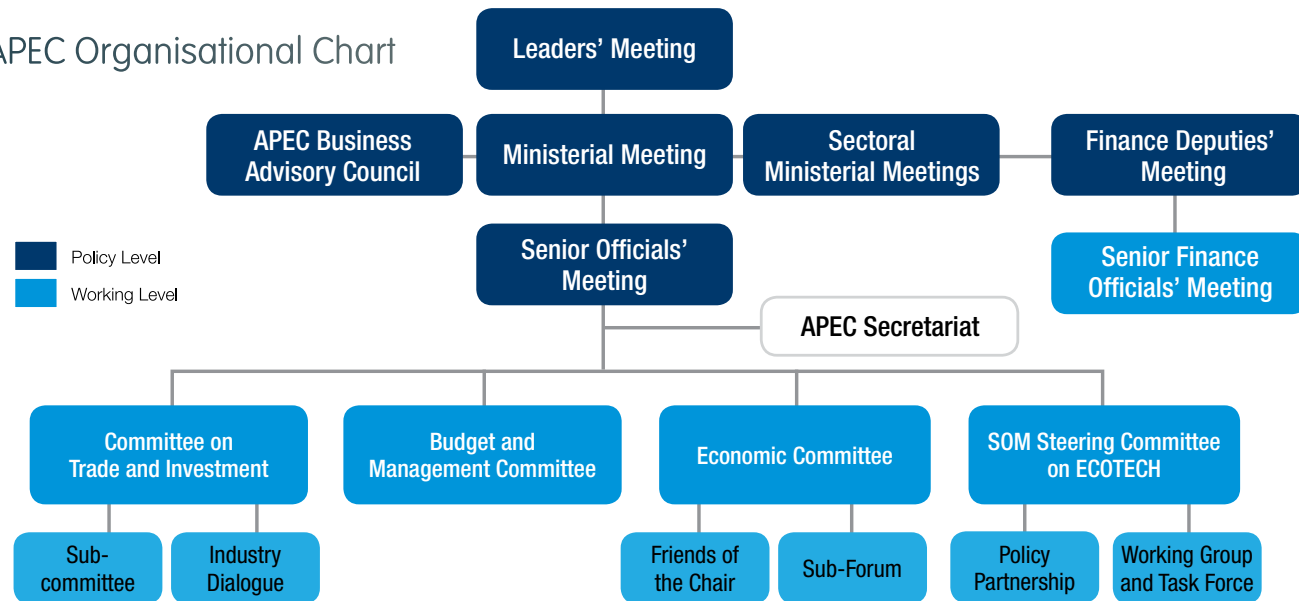 APEC Organisational Chart
Leaders' Meeting
APEC Business
Advisory Council
Ministerial Meeting
Sectoral
Ministerial Meetings
Finance Deputies'
Meeting
Senior Officials'
Meeting
Senior Finance
Officials' Meeting
Policy Level
Working Level
APEC Secretariat
Committee on
Trade and Investment
Budget and
Management Committee
Economic Committee
SOM Steering Committee
on ECOTECH
Sub-
committee
Industry
Dialogue
Friends of
the Chair
Sub-Forum
Policy
Partnership
Working Group
and Task Force